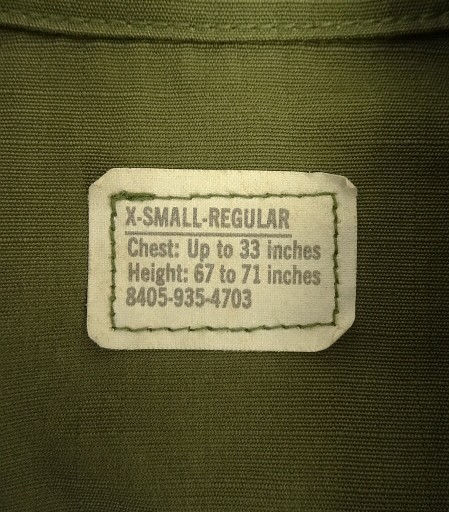 X-SMALL-REGULAR
Chest: Up to 33 inches
Height: 67 to 71 inches
8405-935-4703